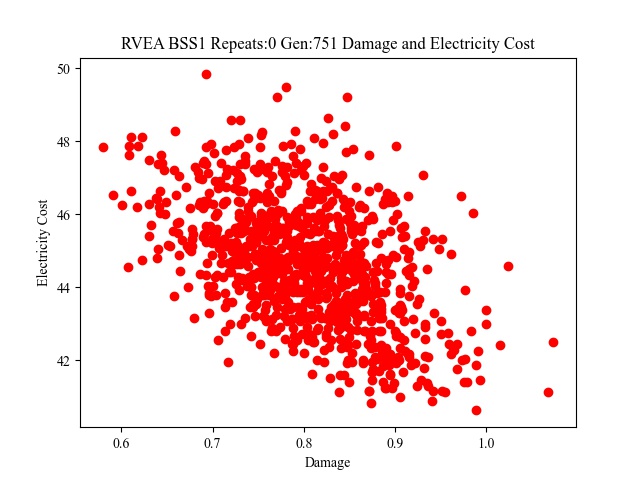 RVEA BSS1 Repeats:0 Gen:751 Damage and Electricity Cost
50
48
46
44
42
Electricity Cost
0.6 0.7 0.8 0.9 1.0
Damage